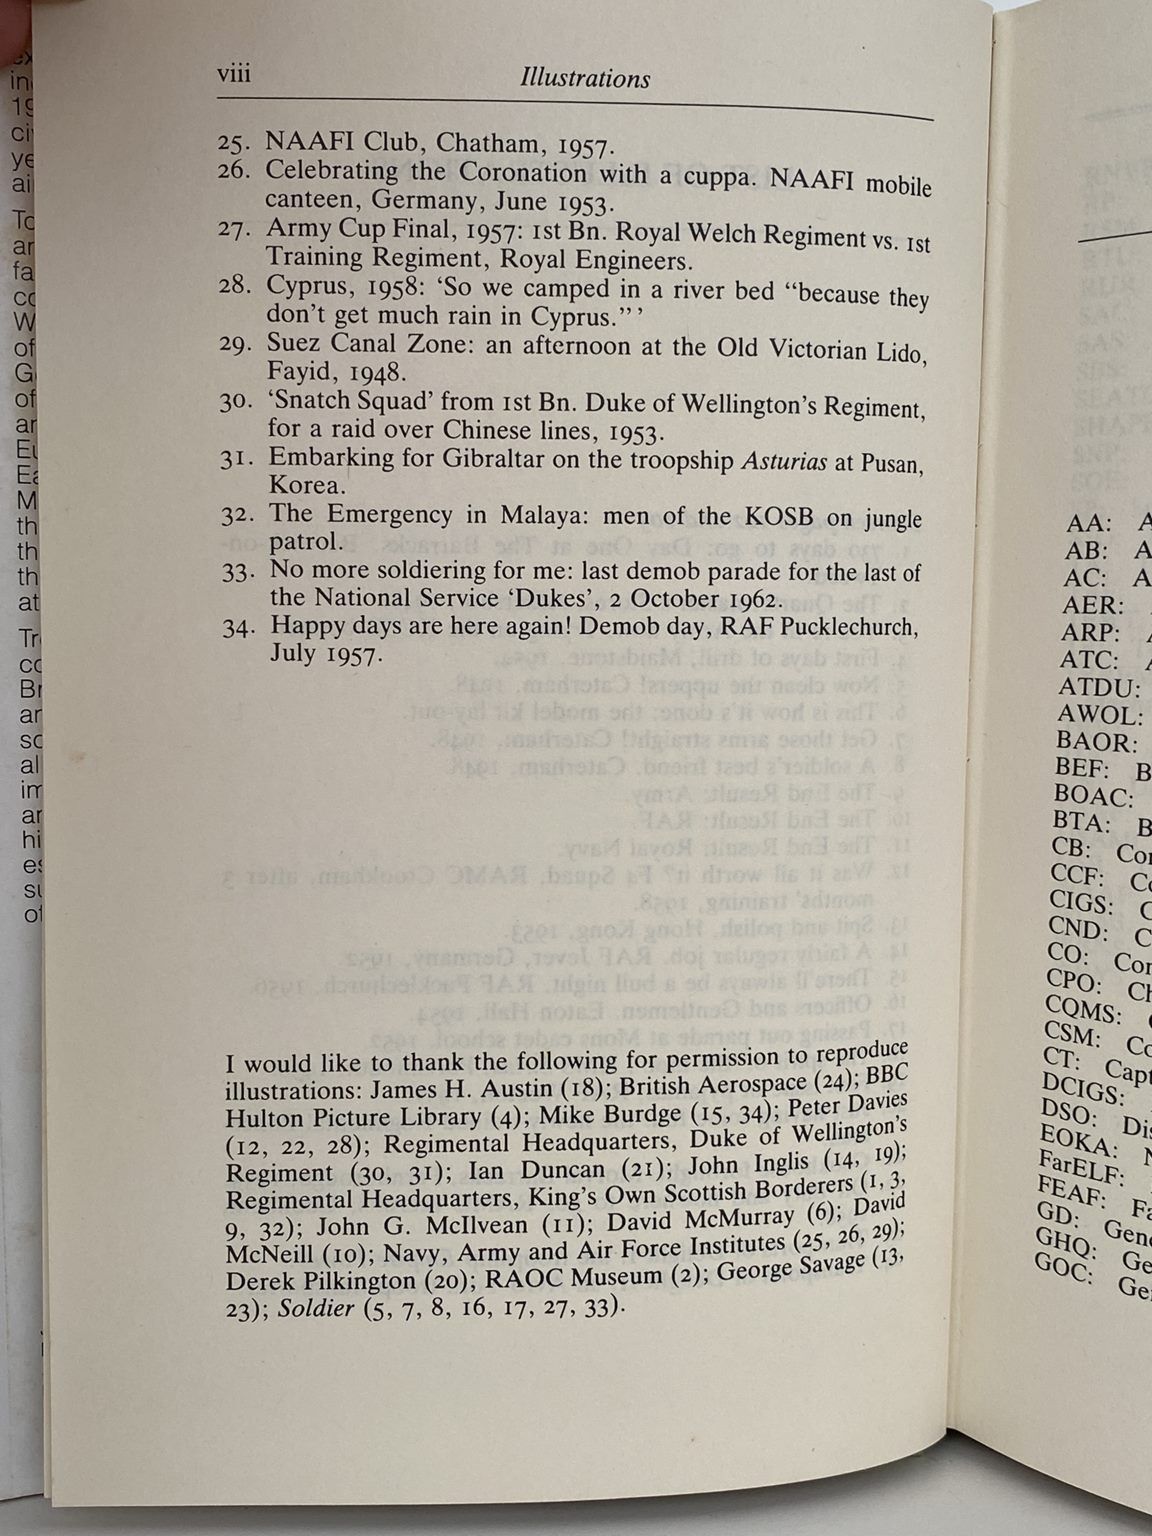 viii Illustrations
25. NAAFI Club, Chatham, 1957.
26. Celebrating the Coronation with a cuppa. NAAFI mobile
canteen, Germany, June 1953.
27. Army Cup Final, 1957: 1st Bn. Royal Welch Regiment vs. 1st
Training Regiment, Royal Engineers.
28. Cyprus, 1958: ‘So we camped in a river bed “because they
don’t get much rain in Cyprus.”’
29. Suez Canal Zone: an afternoon at the Old Victorian Lido,
Fayid, 1948.
30. ‘Snatch Squad’ from 1st Bn. Duke of Wellington’s Regiment,
for a raid over Chinese lines, 1953.
31. Embarking for Gibraltar on the troopship Asturias at Pusan,
Korea.
32. The Emergency in Malaya: men of the KOSB on jungle
patrol.
33. No more soldiering for me: last demob parade for the last of
the National Service ‘Dukes’, 2 October 1962.
34. Happy days are here again! Demob day, RAF Pucklechurch,
July 1957.
I would like to thank the following for permission to reproduce
illustrations: James H. Austin (18); British Aerospace (24); BBC
Hulton Picture Library (4); Mike Burdge (15, 34); Peter Davies
(12, 22, 28); Regimental Headquarters, Duke of Wellington’s
Regiment (30, 31); Ian Duncan (21); John Inglis (14, 19);
Regimental Headquarters, King’s Own Scottish Borderers (1, 3,
9, 32); John G. McIlvean (11); David McMurray (6); David
McNeill (10); Navy, Army and Air Force Institutes (25, 26, 29);
Derek Pilkington (20); RAOC Museum (2); George Savage (13,
23); Soldier (5, 7, 8, 16, 17, 27, 33).
AA:
AB:
AC:
AER:
ARP:
ATC:
ATDU:
AWOL:
BAOR:
BEF:
BOAC:
BTA:
CB:
CCF:
CIGS:
CND:
CO:
CPO:
CQMS:
CSM:
CT:
DCIGS:
DSO:
EOKA:
FarELF:
FEAF:
GD:
GHQ:
GOC: